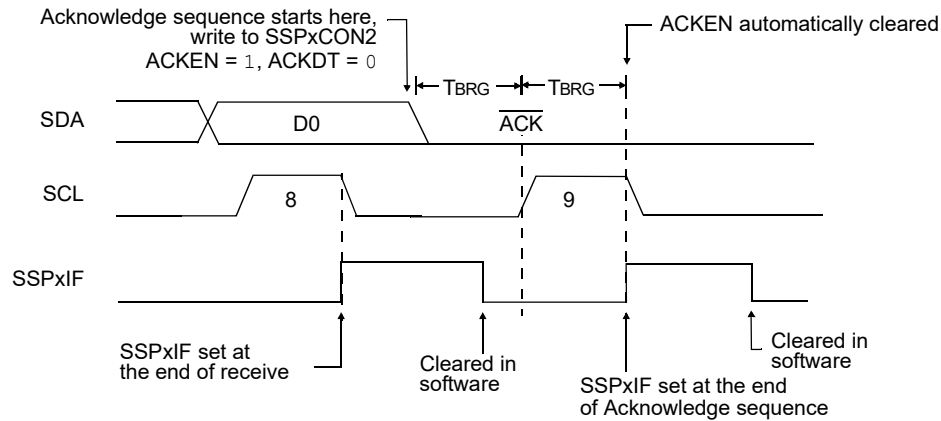 Acknowledge sequence starts here,
write to SSPxCON2
ACKEN = 1, ACKDT = 0
ACKEN automatically cleared
TBRG
TBRG
SDA
D0
ACK
SCL
8
9
SSPxIF
SSPxIF set at
the end of receive
Cleared in
software
SSPxIF set at the end
of Acknowledge sequence
Cleared in
software